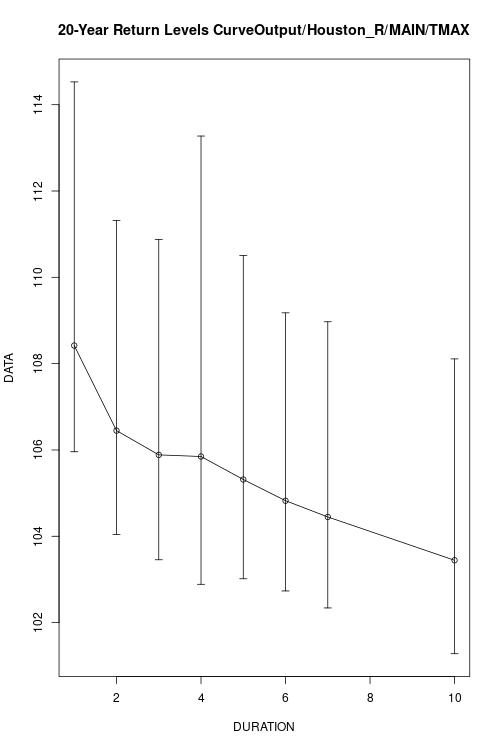 20-Year Return Levels CurveOutput/Houston_R/MAIN/TMAX
DATA
114
112
110
108
106
104
102
2 4 6 8 10
DURATION